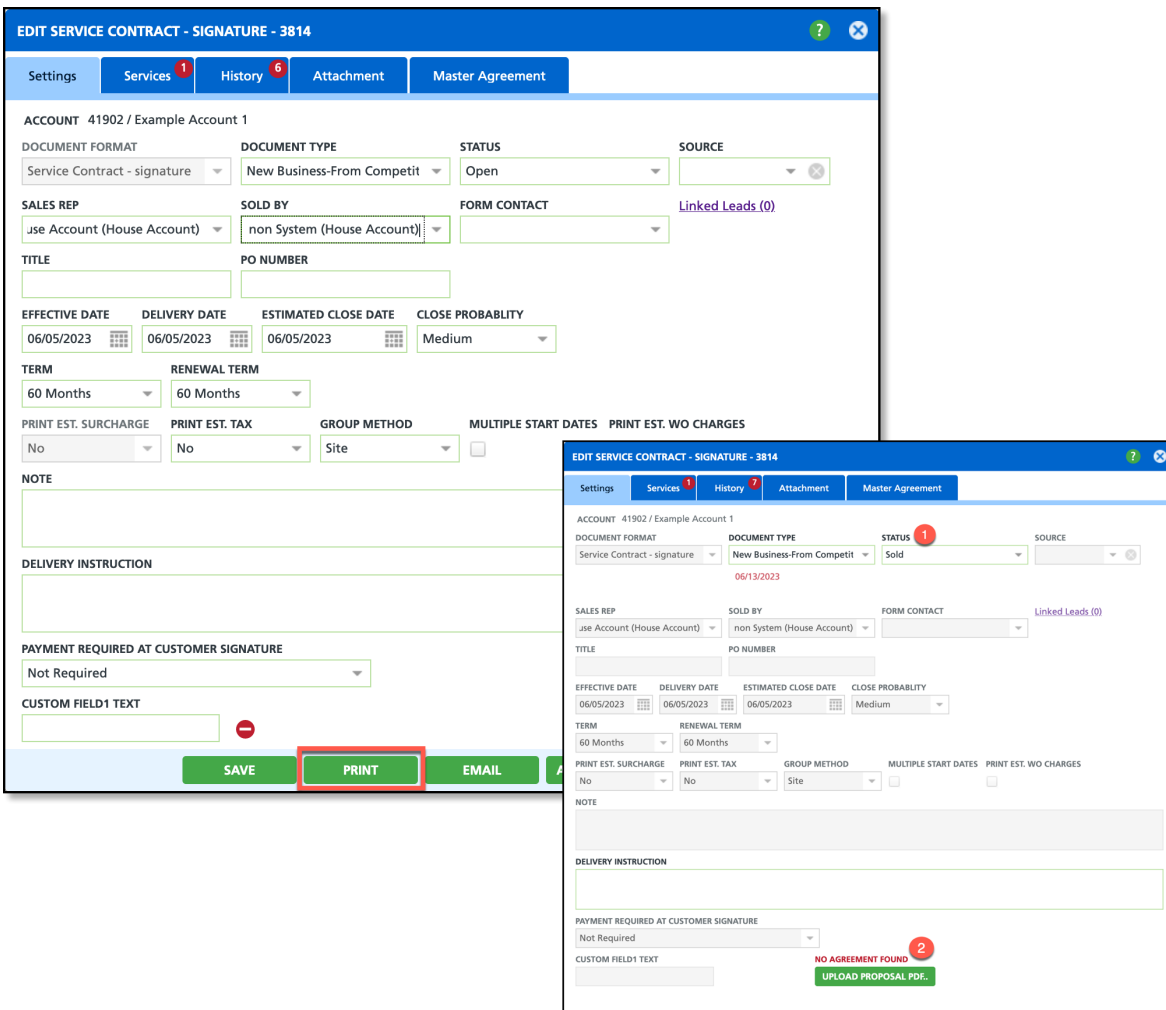 EDIT SERVICE CONTRACT - SIGNATURE - 3814 ?
Settings Services 1 History 6 Attachment Master Agreement
ACCOUNT 41902 / Example Account 1
DOCUMENT FORMAT DOCUMENT TYPE STATUS SOURCE
Service Contract - signature New Business-From Competit Open
SALES REP SOLD BY FORM CONTACT Linked Leads (0)
use Account (House Account) non System (House Account)
TITLE PO NUMBER
EFFECTIVE DATE DELIVERY DATE ESTIMATED CLOSE DATE CLOSE PROBABLITY
06/05/2023 06/05/2023 06/05/2023 Medium
TERM RENEWAL TERM
60 Months 60 Months
PRINT EST. SURCHARGE PRINT EST. TAX GROUP METHOD MULTIPLE START DATES PRINT EST. WO CHARGES
No No Site
NOTE
DELIVERY INSTRUCTION
PAYMENT REQUIRED AT CUSTOMER SIGNATURE
Not Required
CUSTOM FIELD1 TEXT
SAVE PRINT EMAIL A
EDIT SERVICE CONTRACT - SIGNATURE - 3814 ?
Settings Services 1 History 7 Attachment Master Agreement
ACCOUNT 41902 / Example Account 1
DOCUMENT FORMAT DOCUMENT TYPE STATUS 1 SOURCE
Service Contract - signature New Business-From Competit Sold
06/13/2023
SALES REP SOLD BY FORM CONTACT Linked Leads (0)
use Account (House Account) non System (House Account)
TITLE PO NUMBER
EFFECTIVE DATE DELIVERY DATE ESTIMATED CLOSE DATE CLOSE PROBABLITY
06/05/2023 06/05/2023 06/05/2023 Medium
TERM RENEWAL TERM
60 Months 60 Months
PRINT EST. SURCHARGE PRINT EST. TAX GROUP METHOD MULTIPLE START DATES PRINT EST. WO CHARGES
No No Site
NOTE
DELIVERY INSTRUCTION
PAYMENT REQUIRED AT CUSTOMER SIGNATURE
Not Required
CUSTOM FIELD1 TEXT NO AGREEMENT FOUND 2
UPLOAD PROPOSAL PDF..